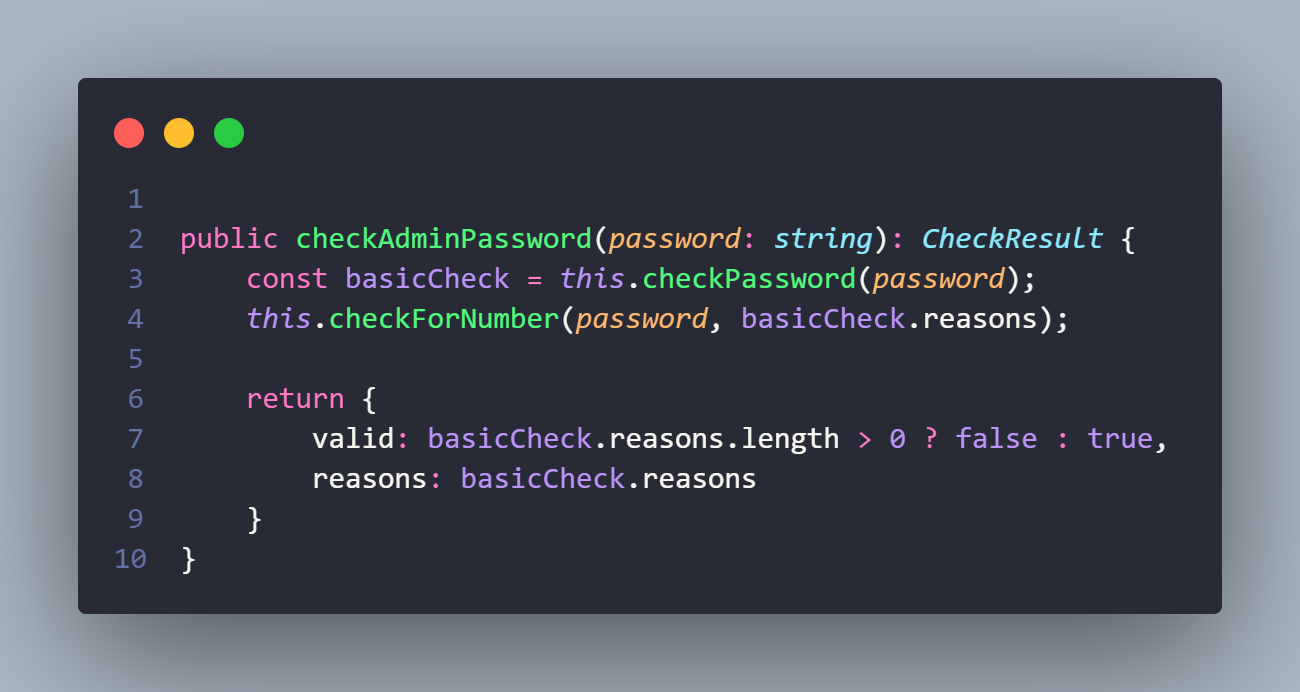 1
2 public checkAdminPassword(password: string): CheckResult {
3     const basicCheck = this.checkPassword(password);
4     this.checkForNumber(password, basicCheck.reasons);
5
6     return {
7         valid: basicCheck.reasons.length > 0 ? false : true,
8         reasons: basicCheck.reasons
9     }
10 }